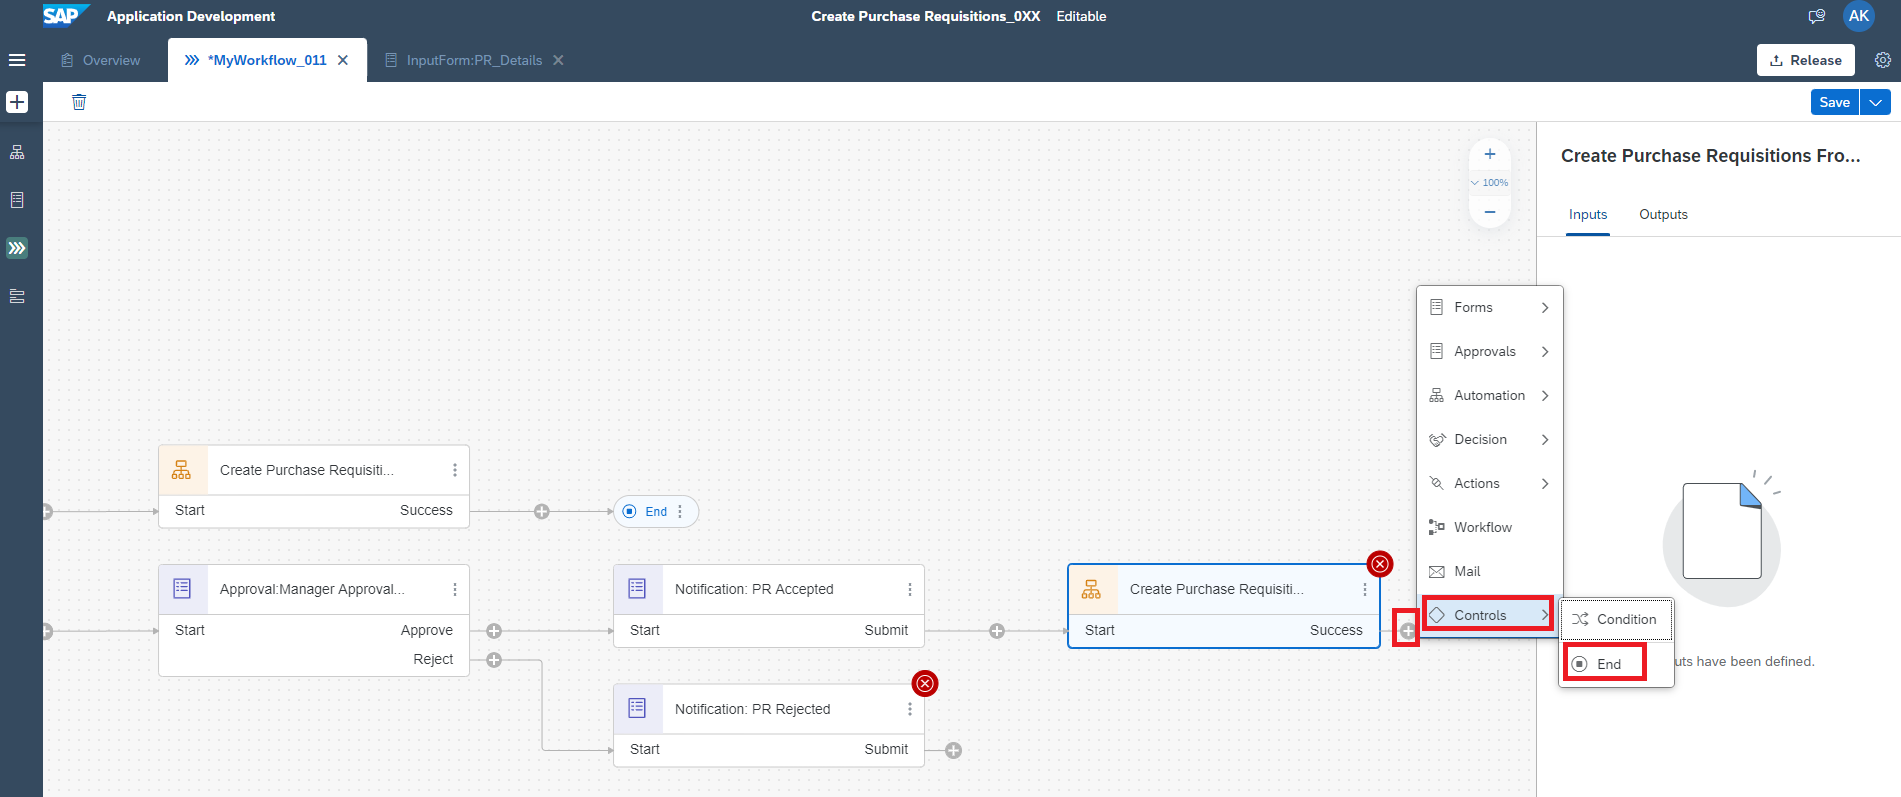 SAP Application Development Create Purchase Requisitions_0XX Editable AK
Overview *MyWorkflow_011 InputForm:PR_Details Release
Save
Create Purchase Requisitions Fro...
100%
Inputs Outputs
Forms
Approvals
Automation
Decision
Actions
Workflow
Mail
Controls
Condition
End
uts have been defined.
Create Purchase Requisiti...
Start Success
End
Approval:Manager Approval...
Start Approve
Reject
Notification: PR Accepted
Start Submit
Create Purchase Requisiti...
Start Success
Notification: PR Rejected
Start Submit